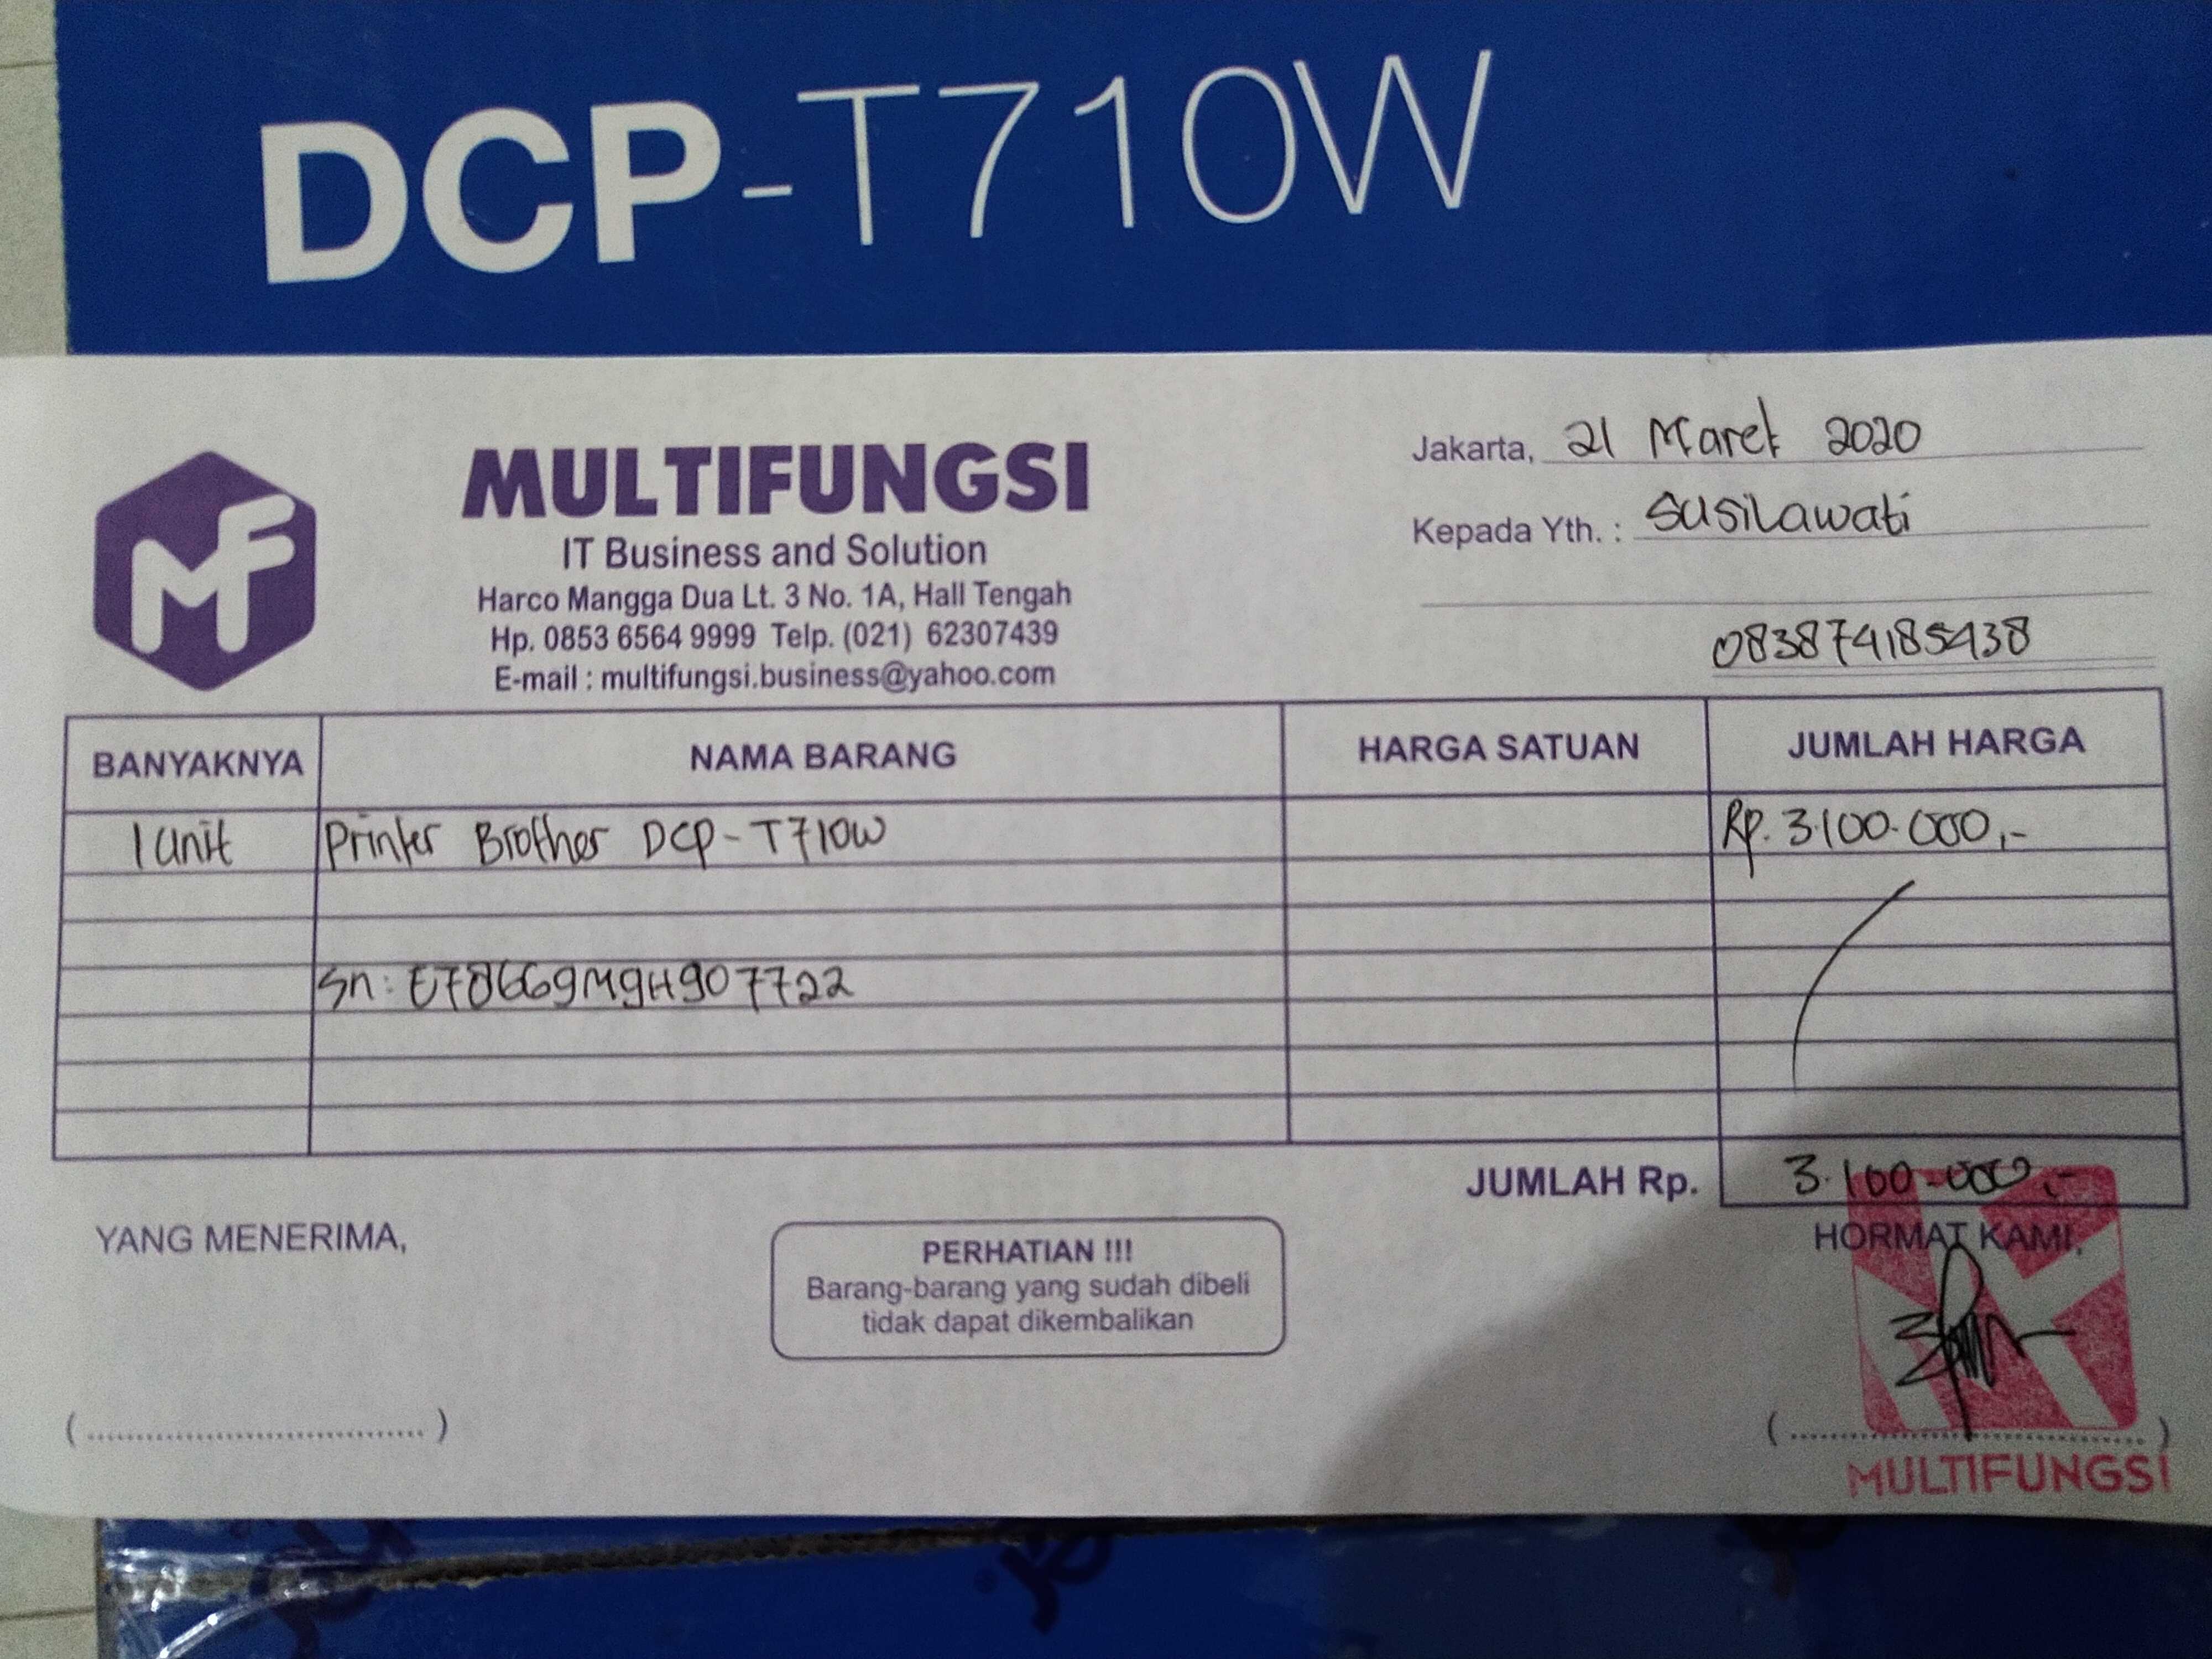 DCP-T710W
MF
MULTIFUNGSI
IT Business and Solution
Harco Mangga Dua Lt. 3 No. 1A, Hall Tengah
Hp. 0853 6564 9999 Telp. (021) 62307439
E-mail : multifungsi.business@yahoo.com
Jakarta, 21 Maret 2020
Kepada Yth. : Susilawati
083874185438
BANYAKNYA NAMA BARANG HARGA SATUAN JUMLAH HARGA
1 Unit Printer Brother DCP-T710W Rp. 3.100.000,-
Sn: E78669M9H907722
JUMLAH Rp. 3.100.000,-
YANG MENERIMA,
PERHATIAN !!!
Barang-barang yang sudah dibeli
tidak dapat dikembalikan
HORMAT KAMI,
MULTIFUNGSI